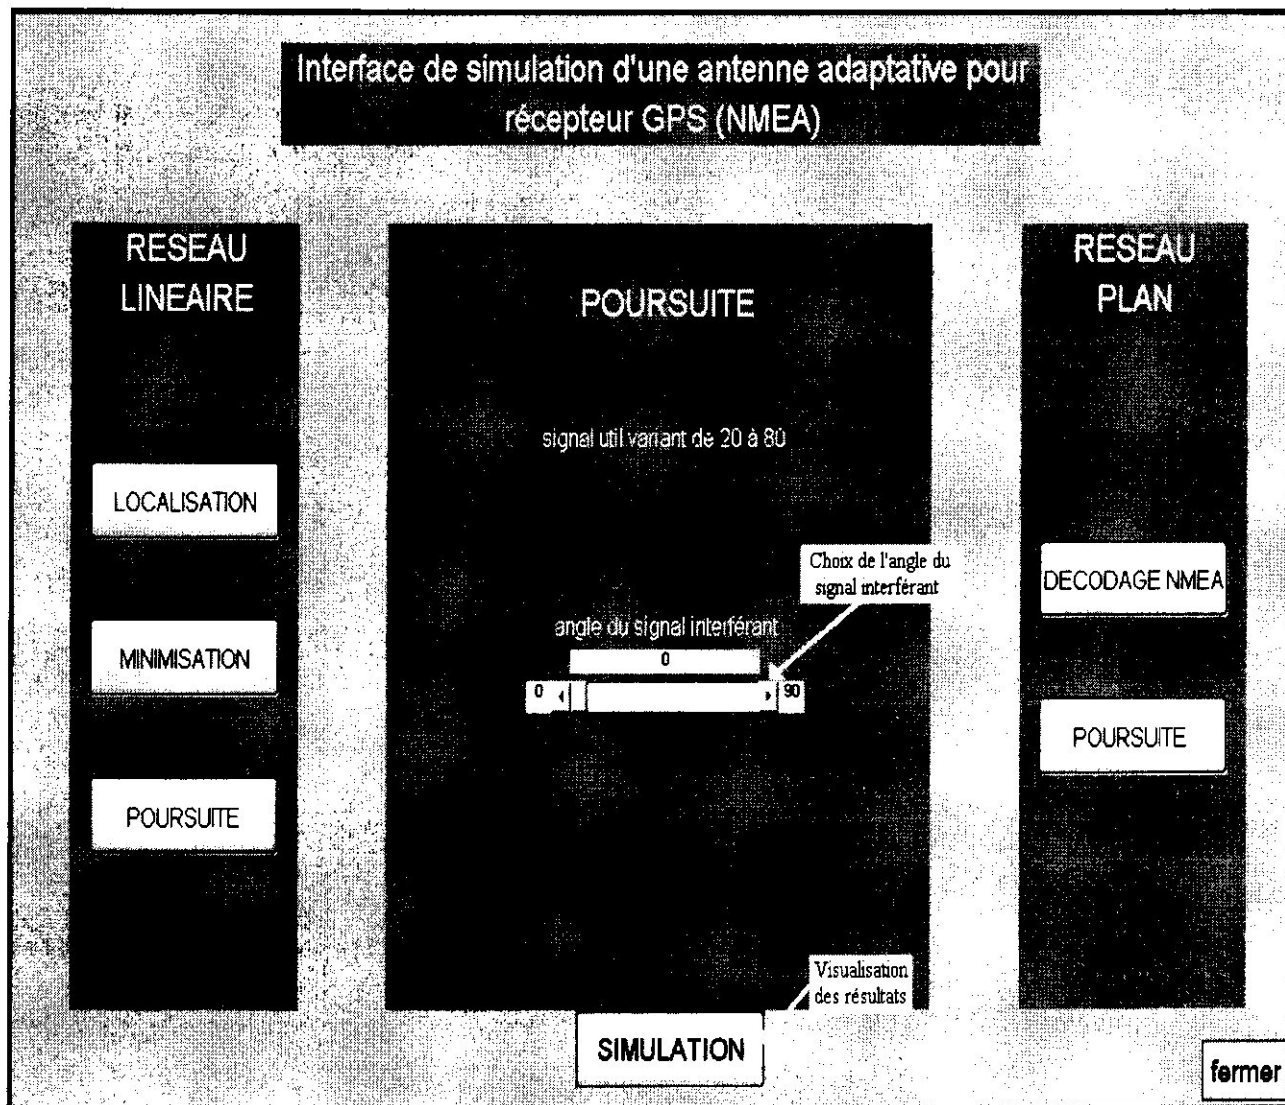 Interface de simulation d'une antenne adaptative pour
récepteur GPS (NMEA)
RESEAU
LINEAIRE
LOCALISATION
MINIMISATION
POURSUITE
POURSUITE
signal util variant de 20 à 80
Choix de l'angle du
signal interférant
angle du signal interférant
0
0
90
Visualisation
des résultats
SIMULATION
RESEAU
PLAN
DECODAGE NMEA
POURSUITE
fermer